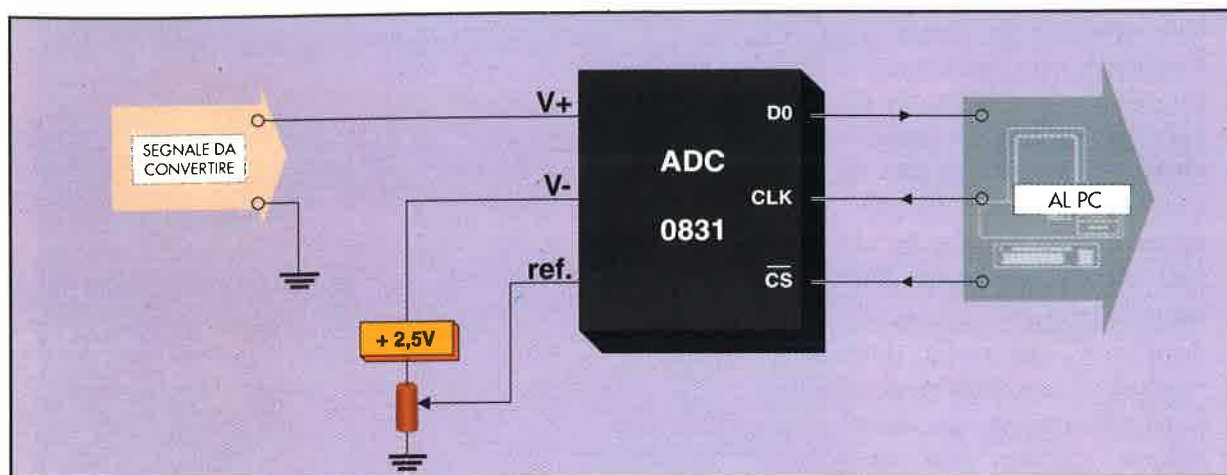 V+
SEGNALE DA
CONVERTIRE
V-
ref.
+ 2,5V
ADC
0831
D0
CLK
CS
AL PC